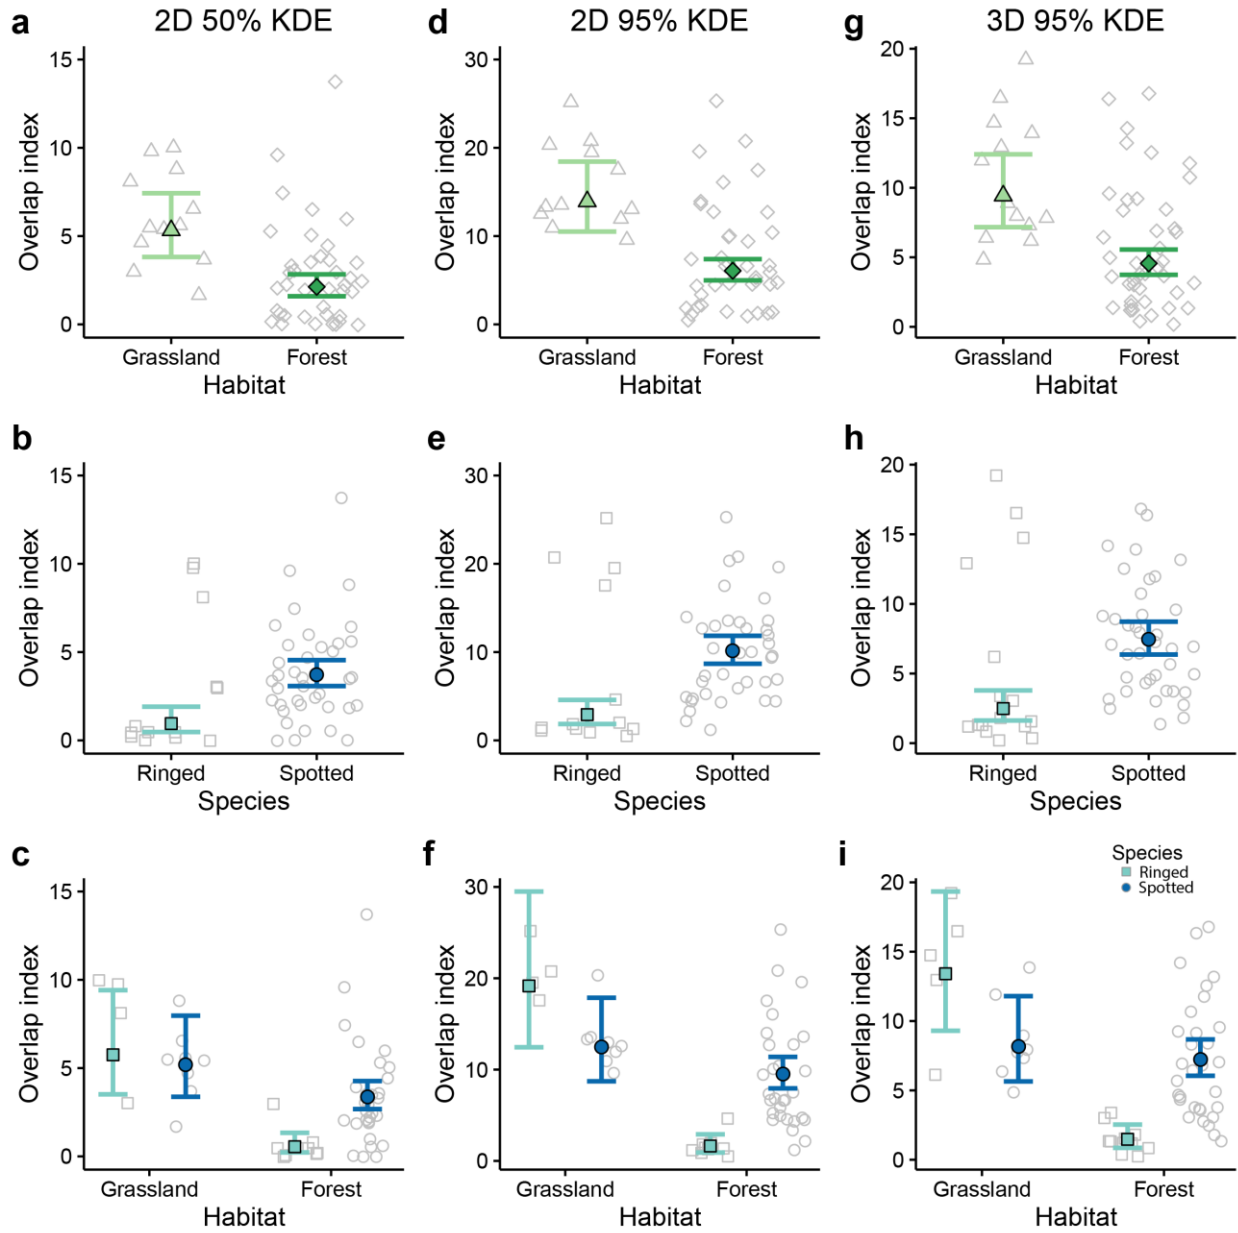 a 2D 50% KDE
15
10
5
0
Overlap index
Grassland Forest
Habitat
d 2D 95% KDE
30
20
10
0
Overlap index
Grassland Forest
Habitat
g 3D 95% KDE
20
15
10
5
0
Overlap index
Grassland Forest
Habitat
b
15
10
5
0
Overlap index
Ringed Spotted
Species
e
30
20
10
0
Overlap index
Ringed Spotted
Species
h
20
15
10
5
0
Overlap index
Ringed Spotted
Species
c
15
10
5
0
Overlap index
Grassland Forest
Habitat
f
30
20
10
0
Overlap index
Grassland Forest
Habitat
i
Species
Ringed
Spotted
20
15
10
5
0
Overlap index
Grassland Forest
Habitat